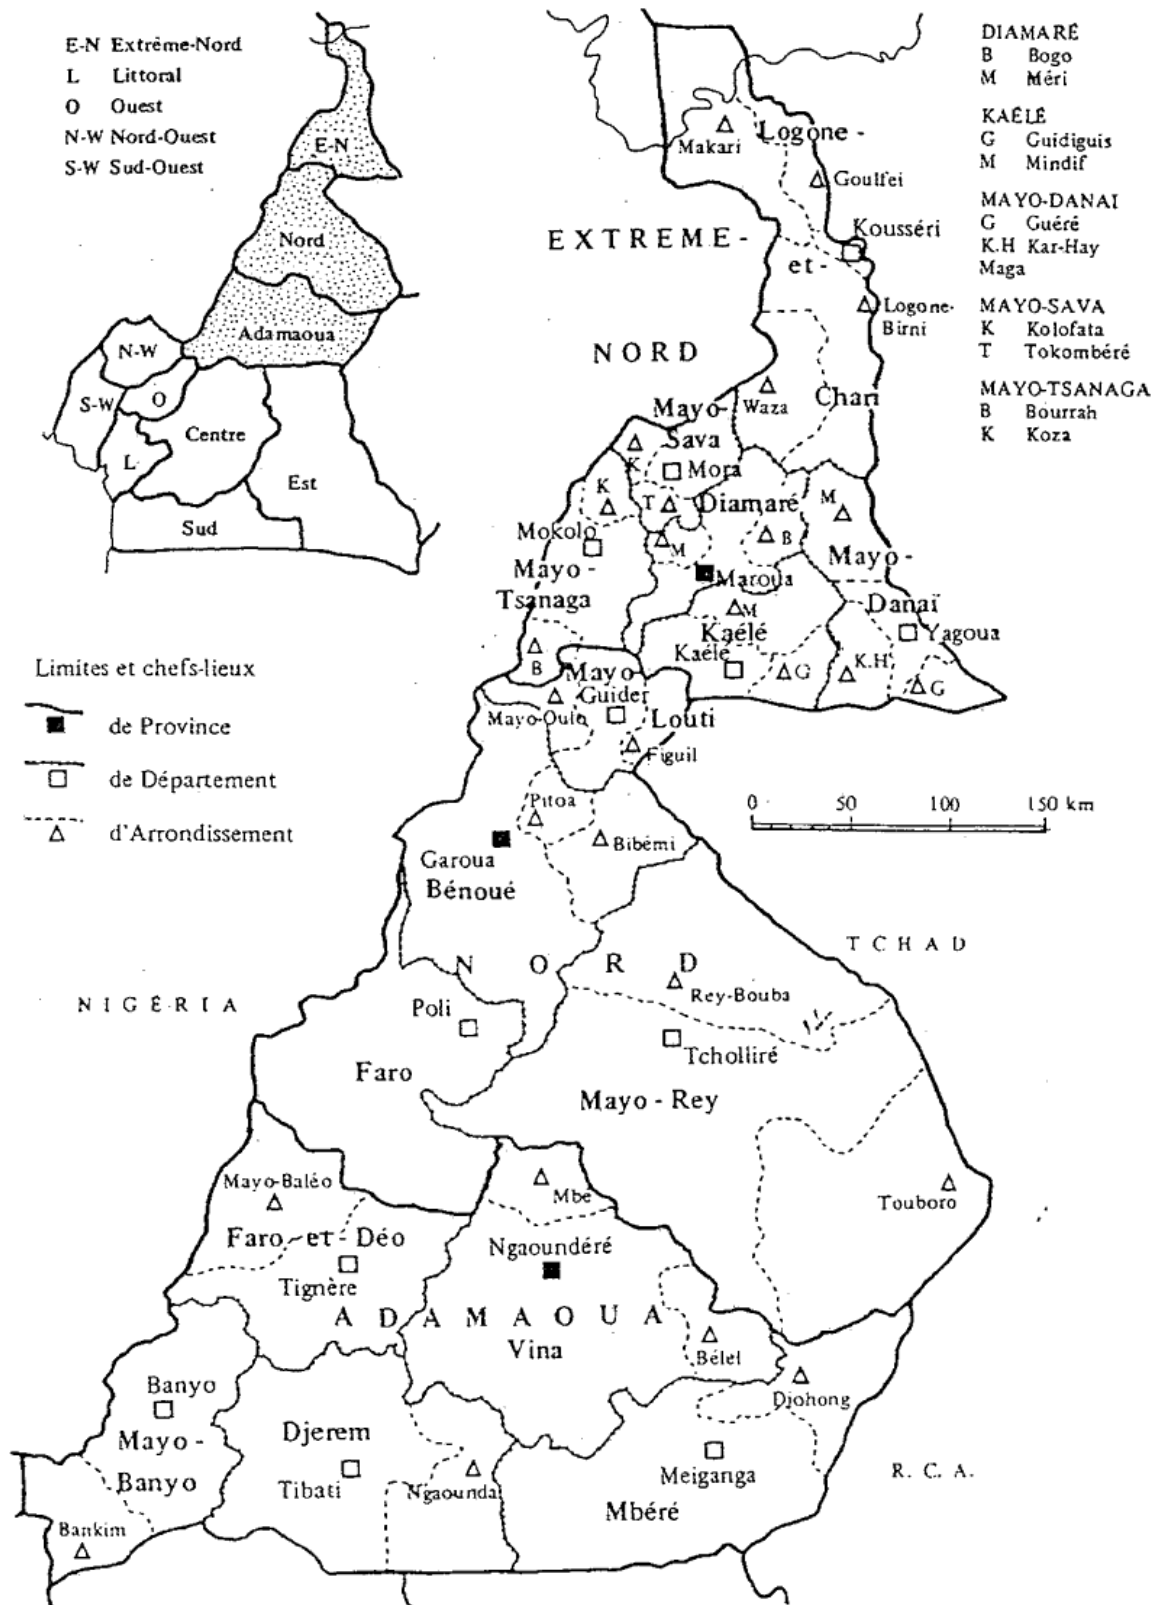 E-N Extrême-Nord
L Littoral
O Ouest
N-W Nord-Ouest
S-W Sud-Ouest
E-N
Nord
Adamaoua
N-W
S-W
O
L
Centre
Est
Sud
DIAMARÉ
B Bogo
M Méri
KAÉLÉ
G Guidiguis
M Mindif
MAYO-DANAI
G Guéré
K.H Kar-Hay
Maga
MAYO-SAVA
K Kolofata
T Tokombéré
MAYO-TSANAGA
B Bourrah
K Koza
Logone-
Makari
Goulfei
Kousséri
EXTREME-
et-
Logone-
Birni
NORD
Chari
Waza
Mayo-
Sava
K
Mora
K
T
Diamaré
M
Mokolo
M
B
Mayo-
Mayo-
Tsanaga
Maroua
M
Danaï
Kaélé
Yagoua
Kaélé
G
K.H
G
B
Mayo
Guider
Mayo-Oulo
Louti
Figuil
Limites et chefs-lieux
de Province
de Département
d'Arrondissement
0 50 100 150 km
Pitoa
Bibémi
Garoua
Bénoué
TCHAD
NORD
Rey-Bouba
NIGÉRIA
Poli
Tcholliré
Faro
Mayo-Rey
Mayo-Baléo
Mbé
Touboro
Faro-et-Déo
Ngaoundéré
Tignère
ADAMAOUA
Vina
Bélel
Banyo
Djohong
Mayo-
Banyo
Djerem
Tibati
Ngaounda
Meiganga
R.C.A.
Mbéré
Bankim